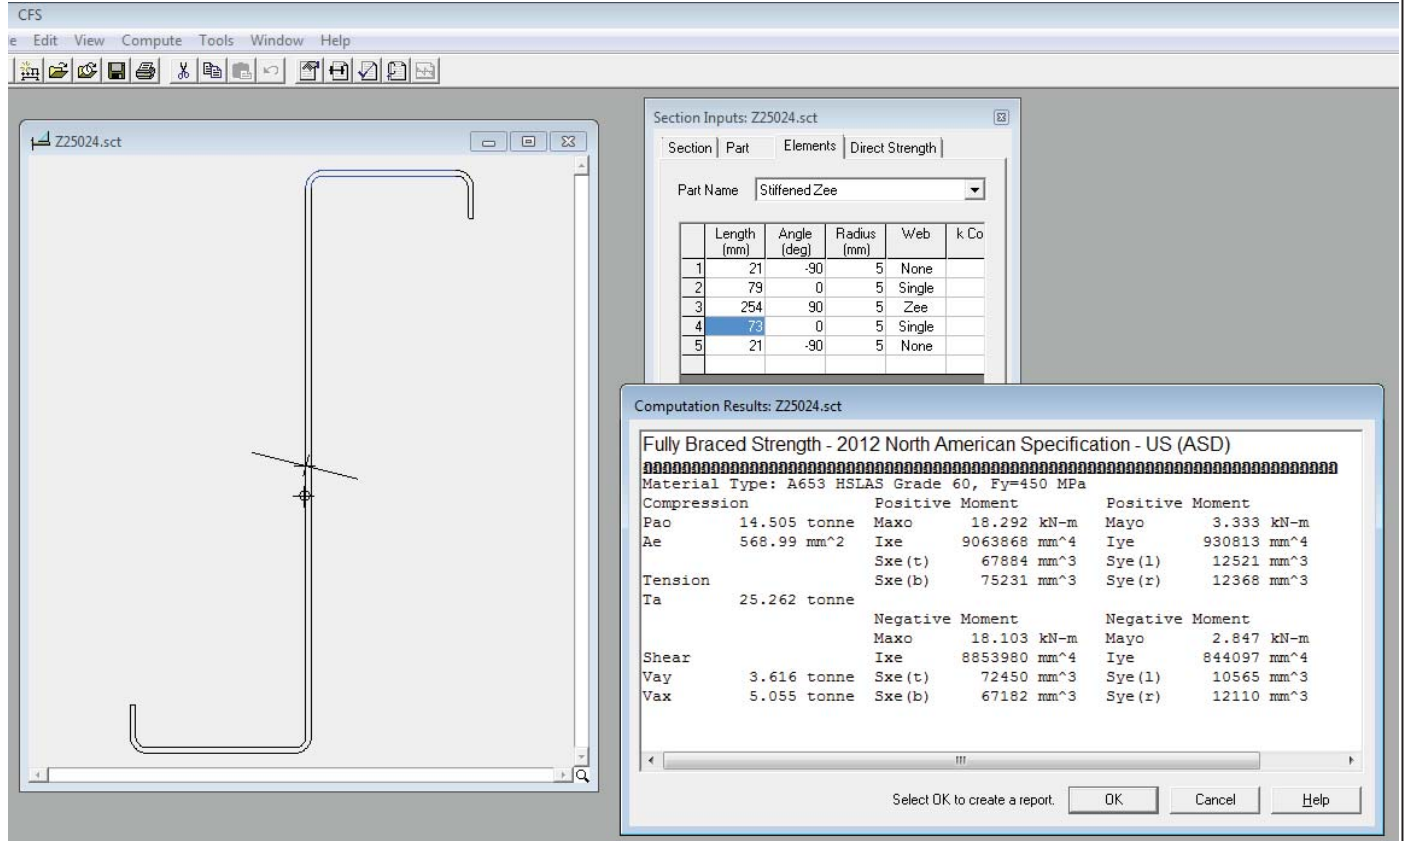 CFS
e Edit View Compute Tools Window Help
Z25024.sct
Section Inputs: Z25024.sct
Section Part Elements Direct Strength
Part Name Stiffened Zee
Length (mm) Angle (deg) Radius (mm) Web k Co
1 21 -90 5 None
2 79 0 5 Single
3 254 90 5 Zee
4 73 0 5 Single
5 21 -90 5 None
Computation Results: Z25024.sct
Fully Braced Strength - 2012 North American Specification - US (ASD)
Material Type: A653 HSLAS Grade 60, Fy=450 MPa
Compression Positive Moment Positive Moment
Pao 14.505 tonne Maxo 18.292 kN-m Mayo 3.333 kN-m
Ae 568.99 mm^2 Ixe 9063868 mm^4 Iye 930813 mm^4
Sxe(t) 67884 mm^3 Sye(l) 12521 mm^3
Tension Sxe(b) 75231 mm^3 Sye(r) 12368 mm^3
Ta 25.262 tonne
Negative Moment Negative Moment
Maxo 18.103 kN-m Mayo 2.847 kN-m
Shear Ixe 8853980 mm^4 Iye 844097 mm^4
Vay 3.616 tonne Sxe(t) 72450 mm^3 Sye(l) 10565 mm^3
Vax 5.055 tonne Sxe(b) 67182 mm^3 Sye(r) 12110 mm^3
Select OK to create a report. OK Cancel Help